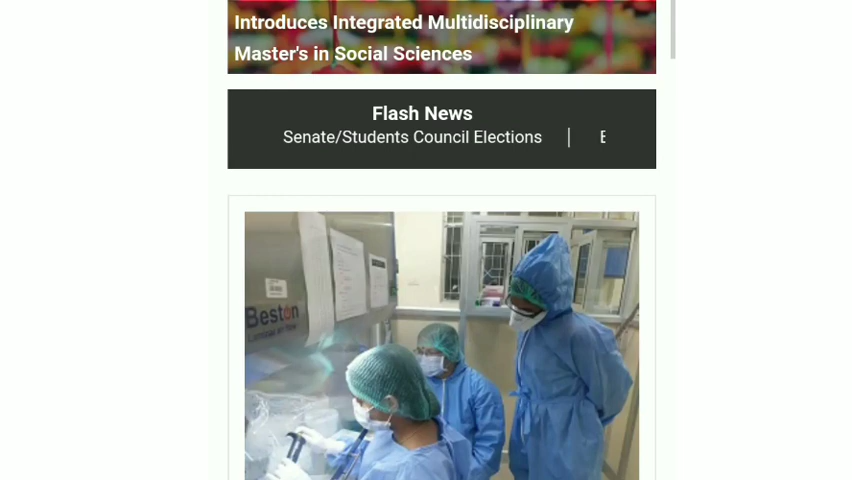 Introduces Integrated Multidisciplinary
Master's in Social Sciences
Flash News
Senate/Students Council Elections | E
Beston